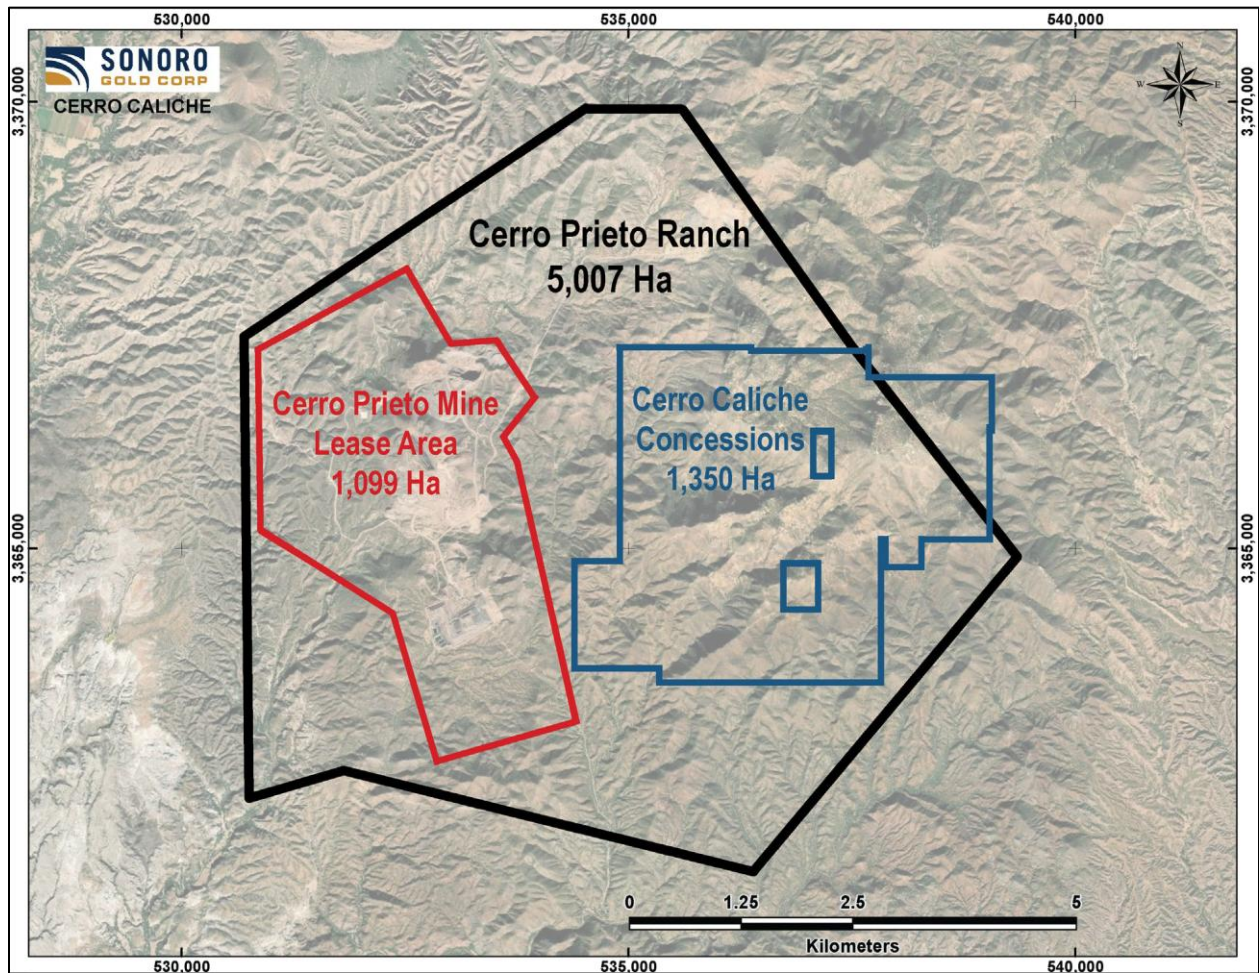 530,000
535,000
540,000
SONORO
GOLD CORP
CERRO CALICHE
N
W
E
S
3,370,000
3,370,000
Cerro Prieto Ranch
5,007 Ha
Cerro Prieto Mine
Lease Area
1,099 Ha
Cerro Caliche
Concessions
1,350 Ha
3,365,000
3,365,000
0
1.25
2.5
5
Kilometers
530,000
535,000
540,000